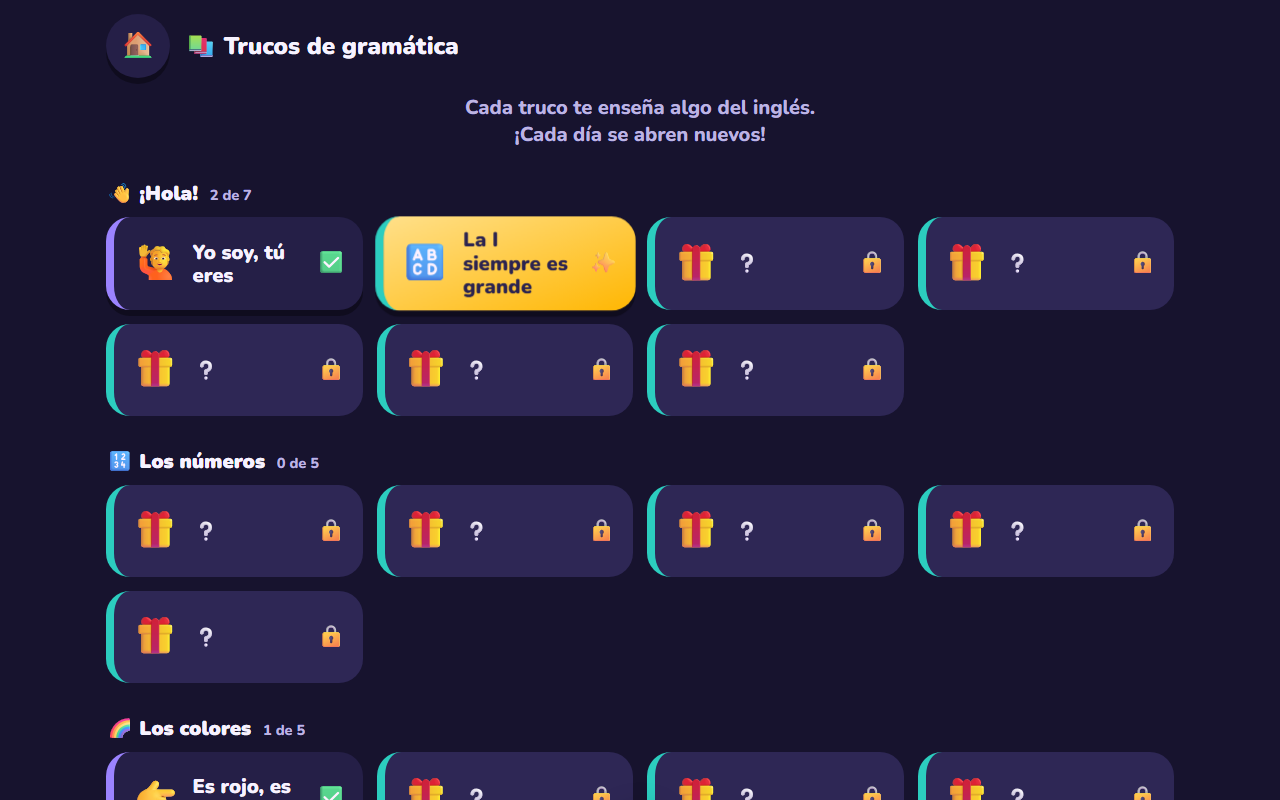 Trucos de gramática
Cada truco te enseña algo del inglés.
¡Cada día se abren nuevos!
¡Hola! 2 de 7
Yo soy, tú
eres
La I
siempre es
grande
?
?
?
?
?
Los números 0 de 5
?
?
?
?
?
Los colores 1 de 5
Es rojo, es
?
?
?